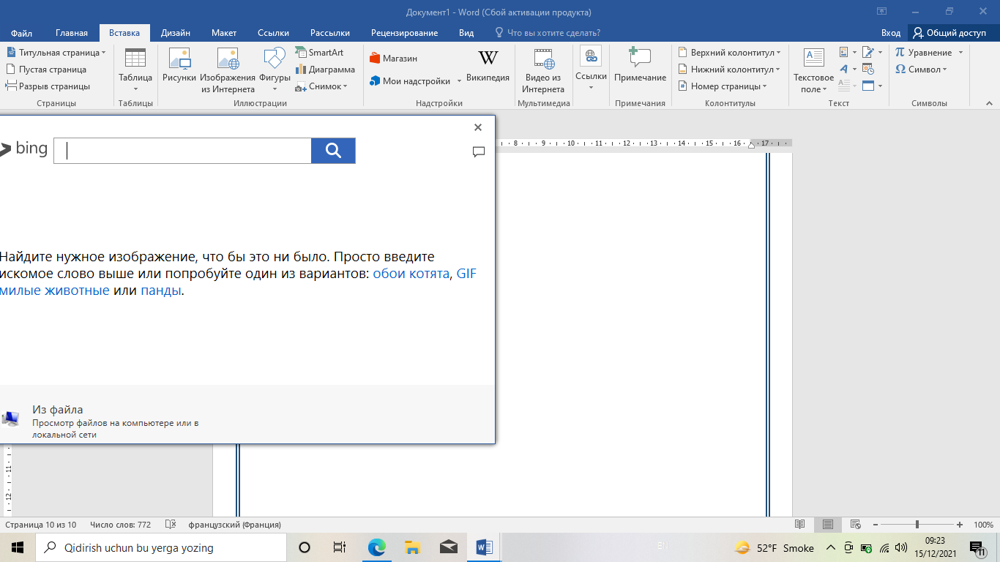 Документ1 - Word (Сбой активации продукта)
Файл Главная Вставка Дизайн Макет Ссылки Рассылки Рецензирование Вид Что вы хотите сделать? Вход Общий доступ
Титульная страница
Пустая страница
Разрыв страницы
Страницы
Таблица
Таблицы
Рисунки
Изображения
из Интернета
Фигуры
SmartArt
Диаграмма
Снимок
Иллюстрации
Магазин
Мои надстройки
W
Википедия
Надстройки
Видео из
Интернета
Мультимедиа
Ссылки
Примечание
Примечания
Верхний колонтитул
Нижний колонтитул
Номер страницы
Колонтитулы
Текстовое
поле
Текст
π Уравнение
Ω Символ
Символы
bing
8 9 10 11 12 13 14 15 16 17
Найдите нужное изображение, что бы это ни было. Просто введите
искомое слово выше или попробуйте один из вариантов: обои котята, GIF
милые животные или панды.
Из файла
Просмотр файлов на компьютере или в
локальной сети
11
12
Страница 10 из 10 Число слов: 772 французский (Франция) 100%
Qidirish uchun bu yerga yozing
EN
52°F Smoke
09:23
15/12/2021
11